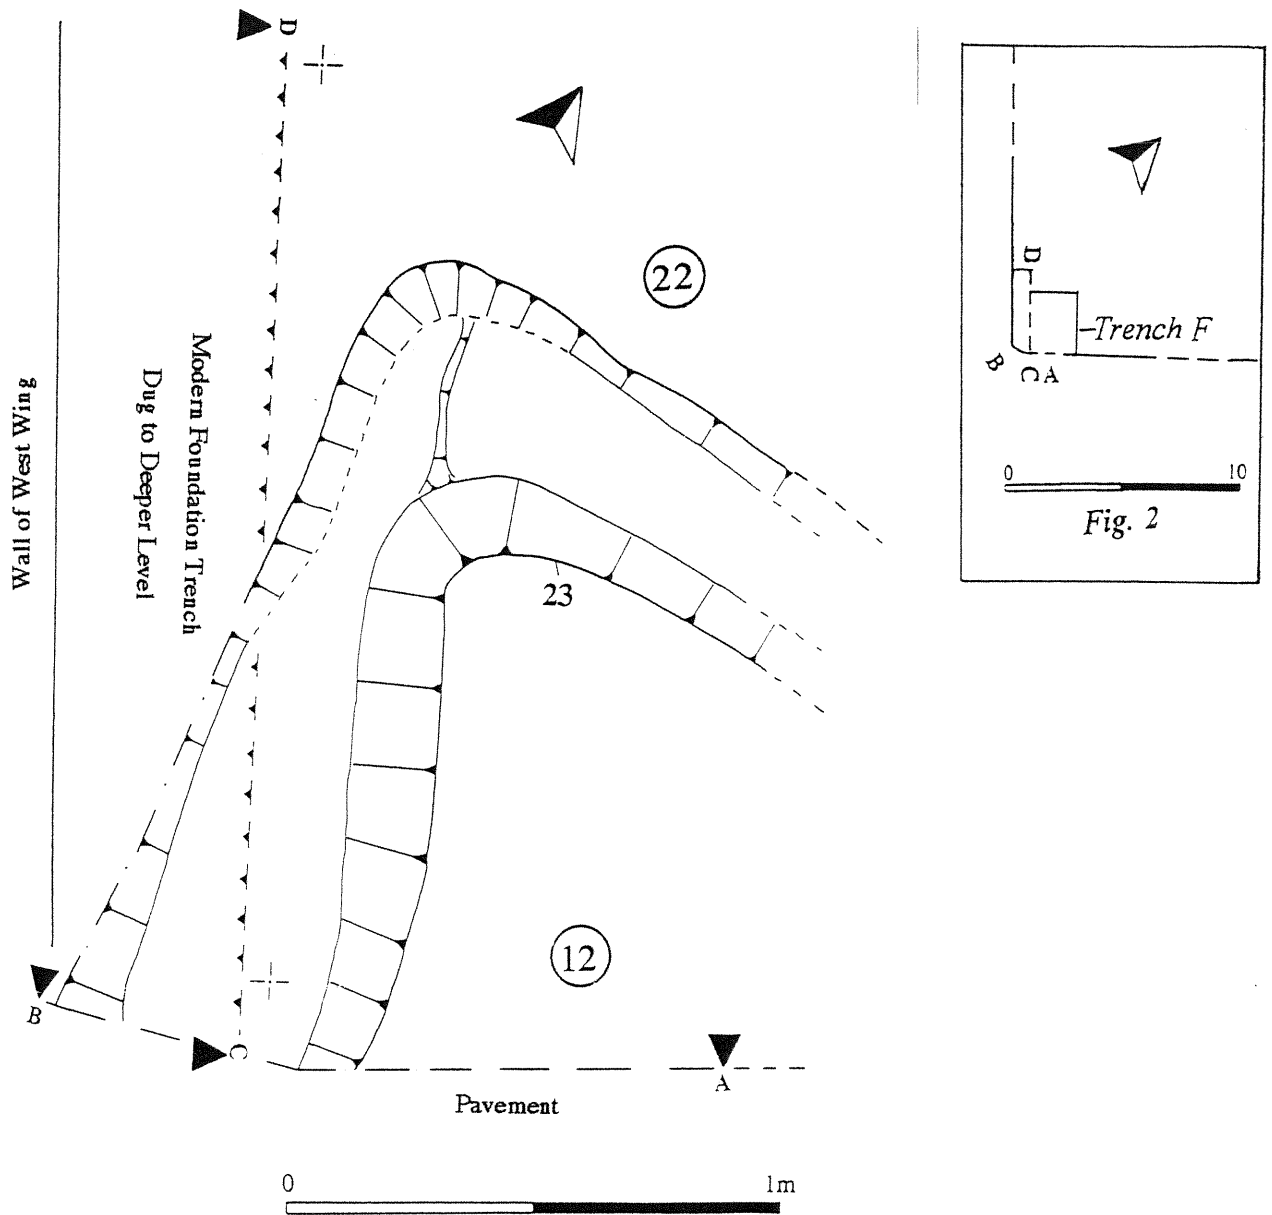 D
22
Modern Foundation Trench
Dug to Deeper Level
Wall of West Wing
23
12
B
C
A
Pavement
0 1m
D
Trench F
B
C A
0 10
Fig. 2